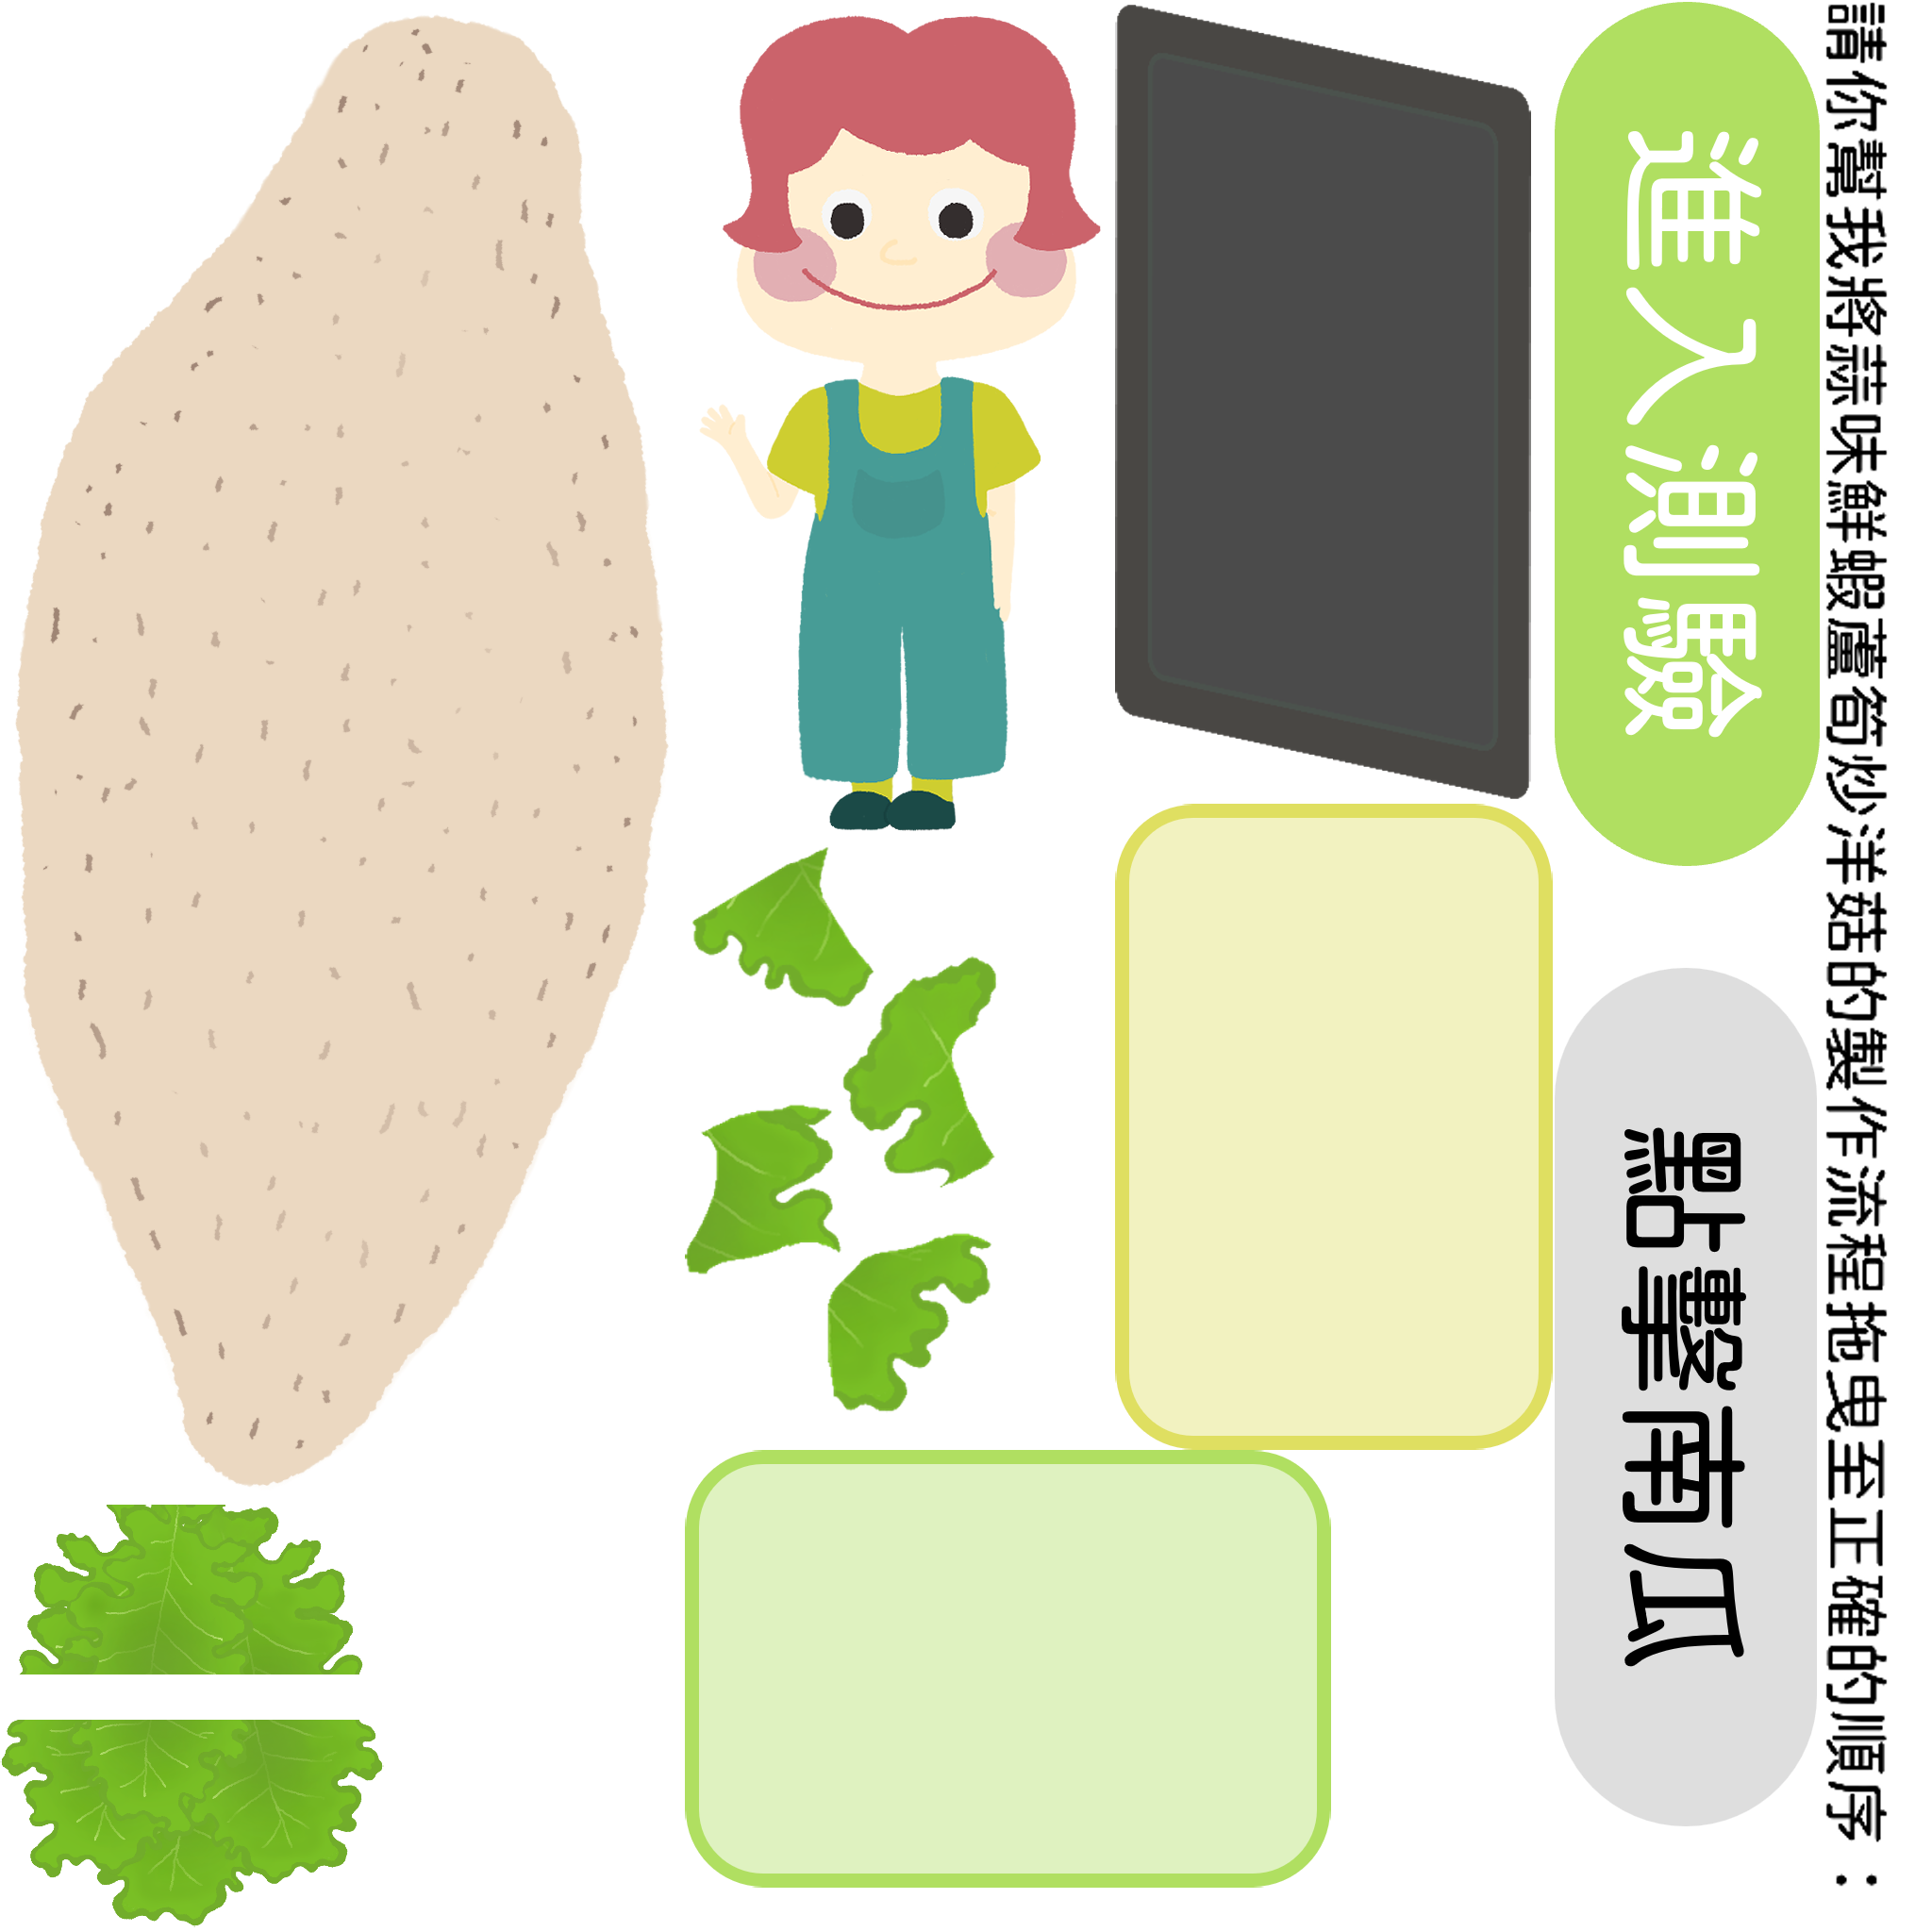 請你幫我將蒜味鮮蝦蘆筍炒洋菇的製作流程拖曳至正確的順序：
進入測驗
點擊南瓜